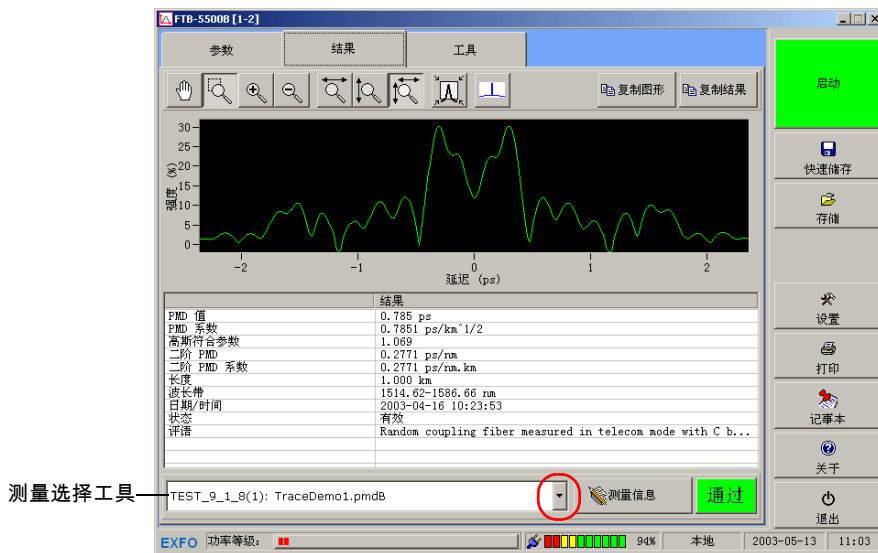 FTB-5500B [1-2]
参数
结果
工具
复制图形
复制结果
启动
快速储存
存储
设置
打印
记事本
关于
退出
强度 (%)
30
25
20
15
10
5
0
-2
-1
0
1
2
延迟 (ps)
结果
PMD 值 0.785 ps
PMD 系数 0.7851 ps/km^1/2
高斯符合参数 1.069
二阶 PMD 0.2771 ps/nm
二阶 PMD 系数 0.2771 ps/nm.km
长度 1.000 km
波长带 1514.62-1586.66 nm
日期/时间 2003-04-16 10:23:53
状态 有效
评语 Random coupling fiber measured in telecom mode with C b...
测量选择工具
TEST_9_1_8(1): TraceDemo1.pmdB
测量信息
通过
EXFO 功率等级: 94% 本地 2003-05-13 11:03